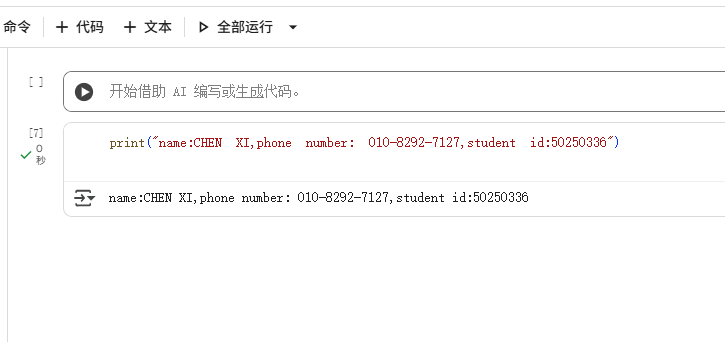 命令 + 代码 + 文本 全部运行
[ ] 开始借助 AI 编写或生成代码。
[7] print("name:CHEN  XI,phone  number:  010-8292-7127,student  id:50250336")
0
秒
name:CHEN XI,phone number: 010-8292-7127,student id:50250336